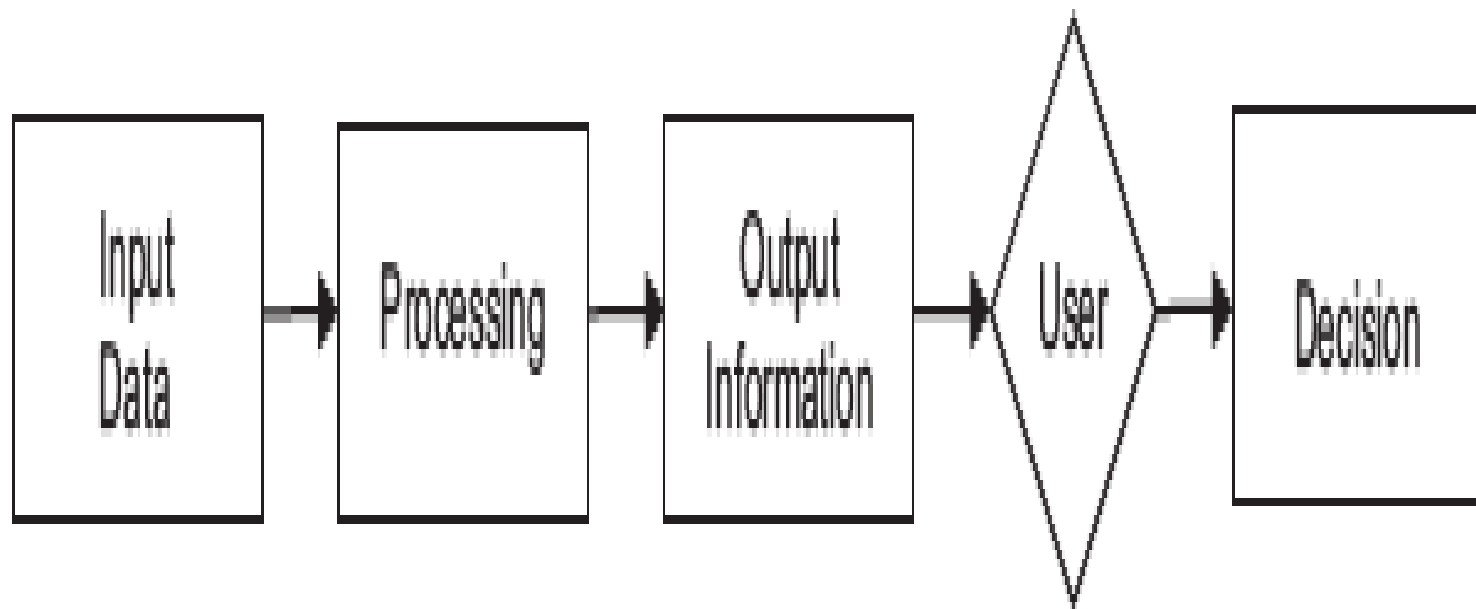 Input
Data
Processing
Output
Information
User
Decision